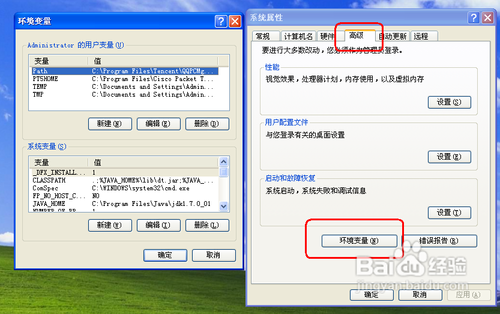 环境变量
Administrator 的用户变量(U)
变量 值
Path C:\Program Files\Tencent\QQPCMg...
PT5HOME C:\Program Files\Cisco Packet T...
TEMP C:\Documents and Settings\Admin...
TMP C:\Documents and Settings\Admin...
新建(N) 编辑(E) 删除(D)
系统变量(S)
变量 值
_DFX_INSTALL... 1
CLASSPATH .;%JAVA_HOME%\lib\dt.jar;%JAVA_...
ComSpec C:\WINDOWS\system32\cmd.exe
FP_NO_HOST_C... NO
JAVA_HOME C:\Program Files\Java\jdk1.7.0_01
新建(W) 编辑(I) 删除(L)
确定 取消
系统属性
常规 计算机名 硬件 高级 自动更新 远程
要进行大多数改动,您必须作为管理员登录。
性能
视觉效果,处理器计划,内存使用,以及虚拟内存
设置(S)
用户配置文件
与您登录有关的桌面设置
设置(E)
启动和故障恢复
系统启动,系统失败和调试信息
设置(T)
环境变量(N) 错误报告(R)
确定 取消 应用(A)
Baidu 经验
jingyan.baidu.com